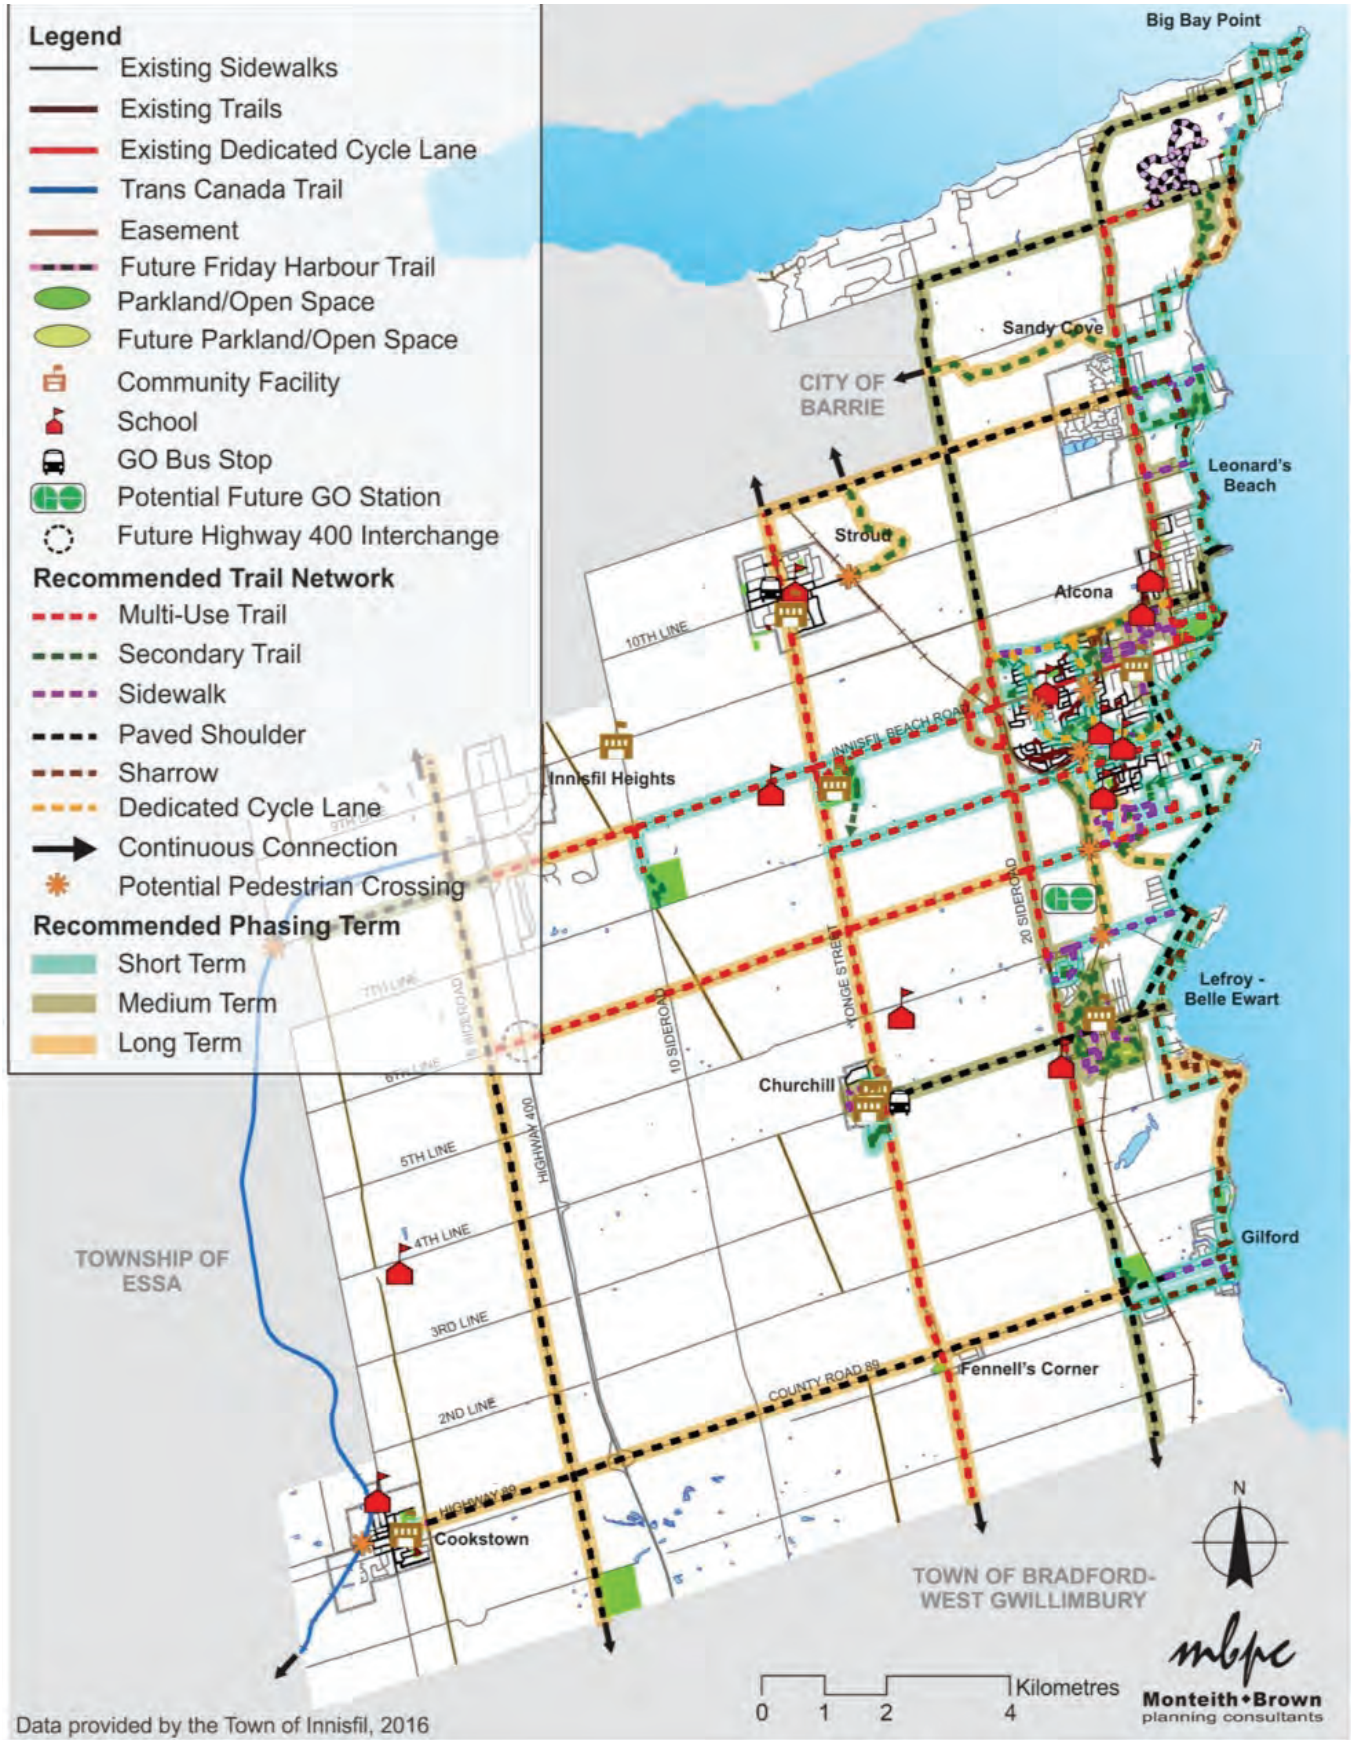 Legend
Existing Sidewalks
Existing Trails
Existing Dedicated Cycle Lane
Trans Canada Trail
Easement
Future Friday Harbour Trail
Parkland/Open Space
Future Parkland/Open Space
Community Facility
School
GO Bus Stop
GO
Potential Future GO Station
Future Highway 400 Interchange
Recommended Trail Network
Multi-Use Trail
Secondary Trail
Sidewalk
Paved Shoulder
Sharrow
Dedicated Cycle Lane
Continuous Connection
Potential Pedestrian Crossing
Recommended Phasing Term
Short Term
Medium Term
Long Term
Big Bay Point
Sandy Cove
CITY OF
BARRIE
Leonard's
Beach
Stroud
Alcona
10TH LINE
INNISFIL BEACH ROAD
Innisfil Heights
9TH LINE
7TH LINE
6TH LINE
5 SIDEROAD
10 SIDEROAD
YONGE STREET
20 SIDEROAD
GO
Lefroy -
Belle Ewart
Churchill
HIGHWAY 400
5TH LINE
4TH LINE
3RD LINE
2ND LINE
TOWNSHIP OF
ESSA
Gilford
COUNTY ROAD 89
Fennell's Corner
HIGHWAY 89
Cookstown
TOWN OF BRADFORD-
WEST GWILLIMBURY
N
mbpc
Monteith Brown
planning consultants
Kilometres
0 1 2 4
Data provided by the Town of Innisfil, 2016